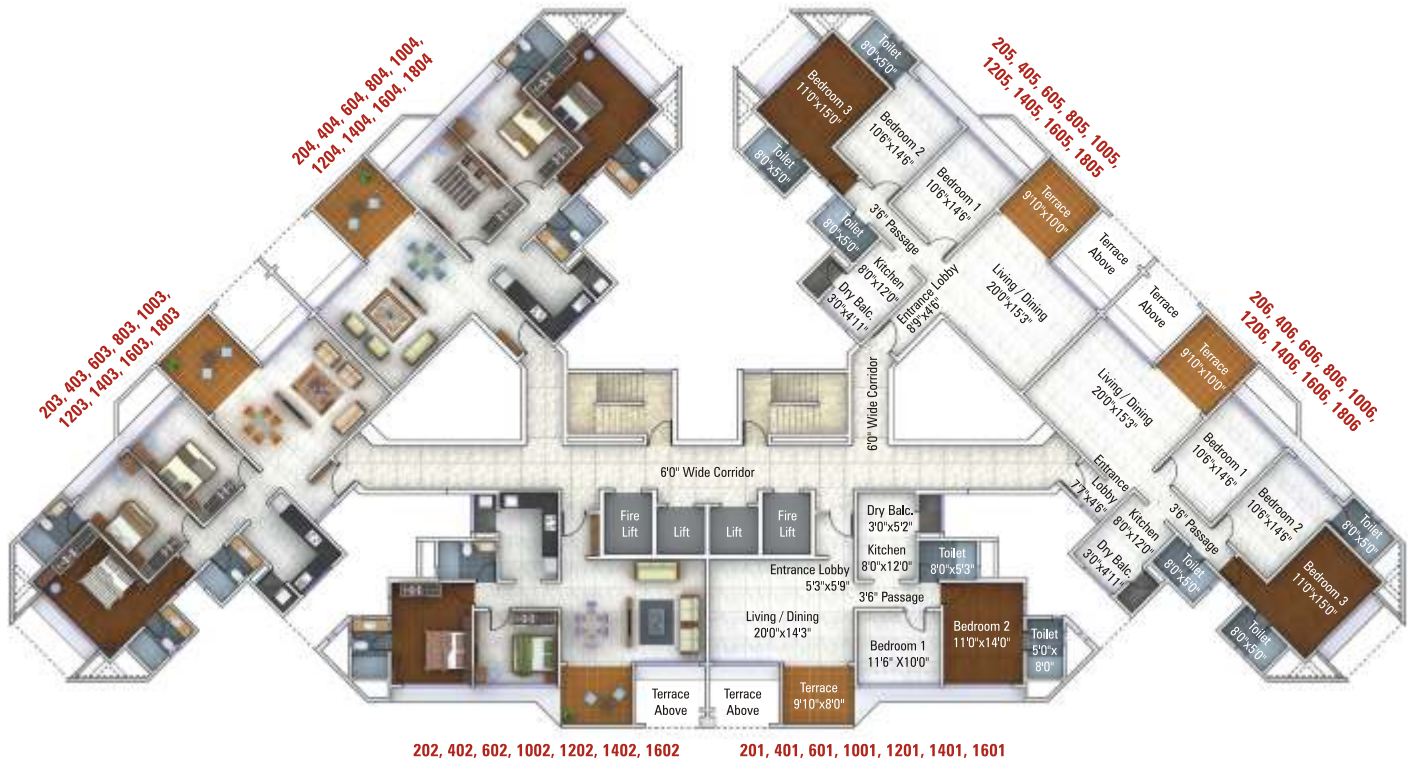 204, 404, 604, 804, 1004,
1204, 1404, 1604, 1804
203, 403, 603, 803, 1003,
1203, 1403, 1603, 1803
205, 405, 605, 805, 1005,
1205, 1405, 1605, 1805
206, 406, 606, 806, 1006,
1206, 1406, 1606, 1806
Toilet
8'0"x5'0"
Bedroom 3
11'0"x15'0"
Bedroom 2
10'6"x14'6"
Toilet
8'0"x5'0"
Bedroom 1
10'6"x14'6"
Terrace
9'10"x10'0"
Toilet
8'0"x5'0"
3'6" Passage
Kitchen
8'0"x12'0"
Dry Balc.
3'0"x4'11"
Entrance Lobby
8'9"x4'6"
Living / Dining
20'0"x15'3"
Terrace
Above
Terrace
Above
Terrace
9'10"x10'0"
Living / Dining
20'0"x15'3"
6'0" Wide Corridor
Bedroom 1
10'6"x14'6"
Bedroom 2
10'6"x14'6"
Toilet
8'0"x5'0"
Bedroom 3
11'0"x15'0"
Entrance
Lobby
7'7"x4'6"
3'6" Passage
Kitchen
8'0"x12'0"
Dry Balc.
3'0"x4'11"
Toilet
8'0"x5'0"
Toilet
8'0"x5'0"
6'0" Wide Corridor
Fire
Lift
Lift
Lift
Fire
Lift
Dry Balc.
3'0"x5'2"
Kitchen
8'0"x12'0"
Toilet
8'0"x5'3"
Entrance Lobby
5'3"x5'9"
3'6" Passage
Living / Dining
20'0"x14'3"
Bedroom 1
11'6" X10'0"
Bedroom 2
11'0"x14'0"
Toilet
5'0"x
8'0"
Terrace
Above
Terrace
Above
Terrace
9'10"x8'0"
202, 402, 602, 1002, 1202, 1402, 1602
201, 401, 601, 1001, 1201, 1401, 1601